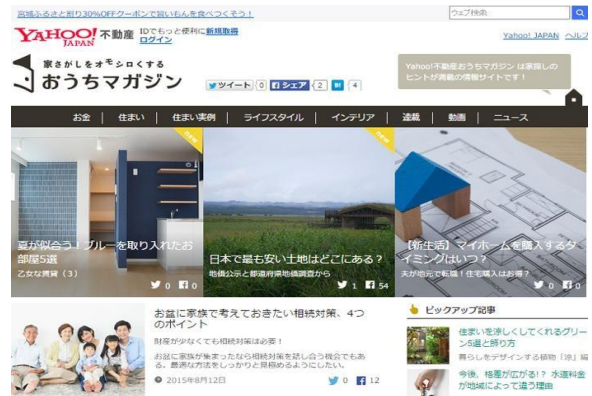 宮城ふるさと割り30%OFFクーポンで旨いもんを食べつくそう！
ウェブ検索
YAHOO! JAPAN 不動産
IDでもっと便利に新規取得
ログイン
Yahoo! JAPAN ヘルプ
家さがしをオモシロくする
おうちマガジン
ツイート 0 シェア 2 B! 4
Yahoo!不動産おうちマガジン は家探しの
ヒントが満載の情報サイトです！
お金 住まい 住まい実例 ライフスタイル インテリア 連載 動画 ニュース
new
夏が似合う！ブルーを取り入れたお
部屋5選
乙女な賃貸（3）
0 0
new
日本で最も安い土地はどこにある？
地価公示と都道府県地価調査から
1 54
【新生活】マイホームを購入するタ
イミングはいつ？
夫が地元で転職！住宅購入はお得？
0 0
お盆に家族で考えておきたい相続対策、4つ
のポイント
財産が少なくても相続対策は必要！
お盆に家族が集まったなら相続対策を話し合う機会でもあ
る。最適な方法をしっかりと見極めるようにしたい。
2015年8月12日 0 12
ピックアップ記事
住まいを涼しくしてくれるグリー
ン5選と飾り方
暮らしをデザインする植物「涼」編
今後、格差が広がる!? 水道料金
が地域によって違う理由